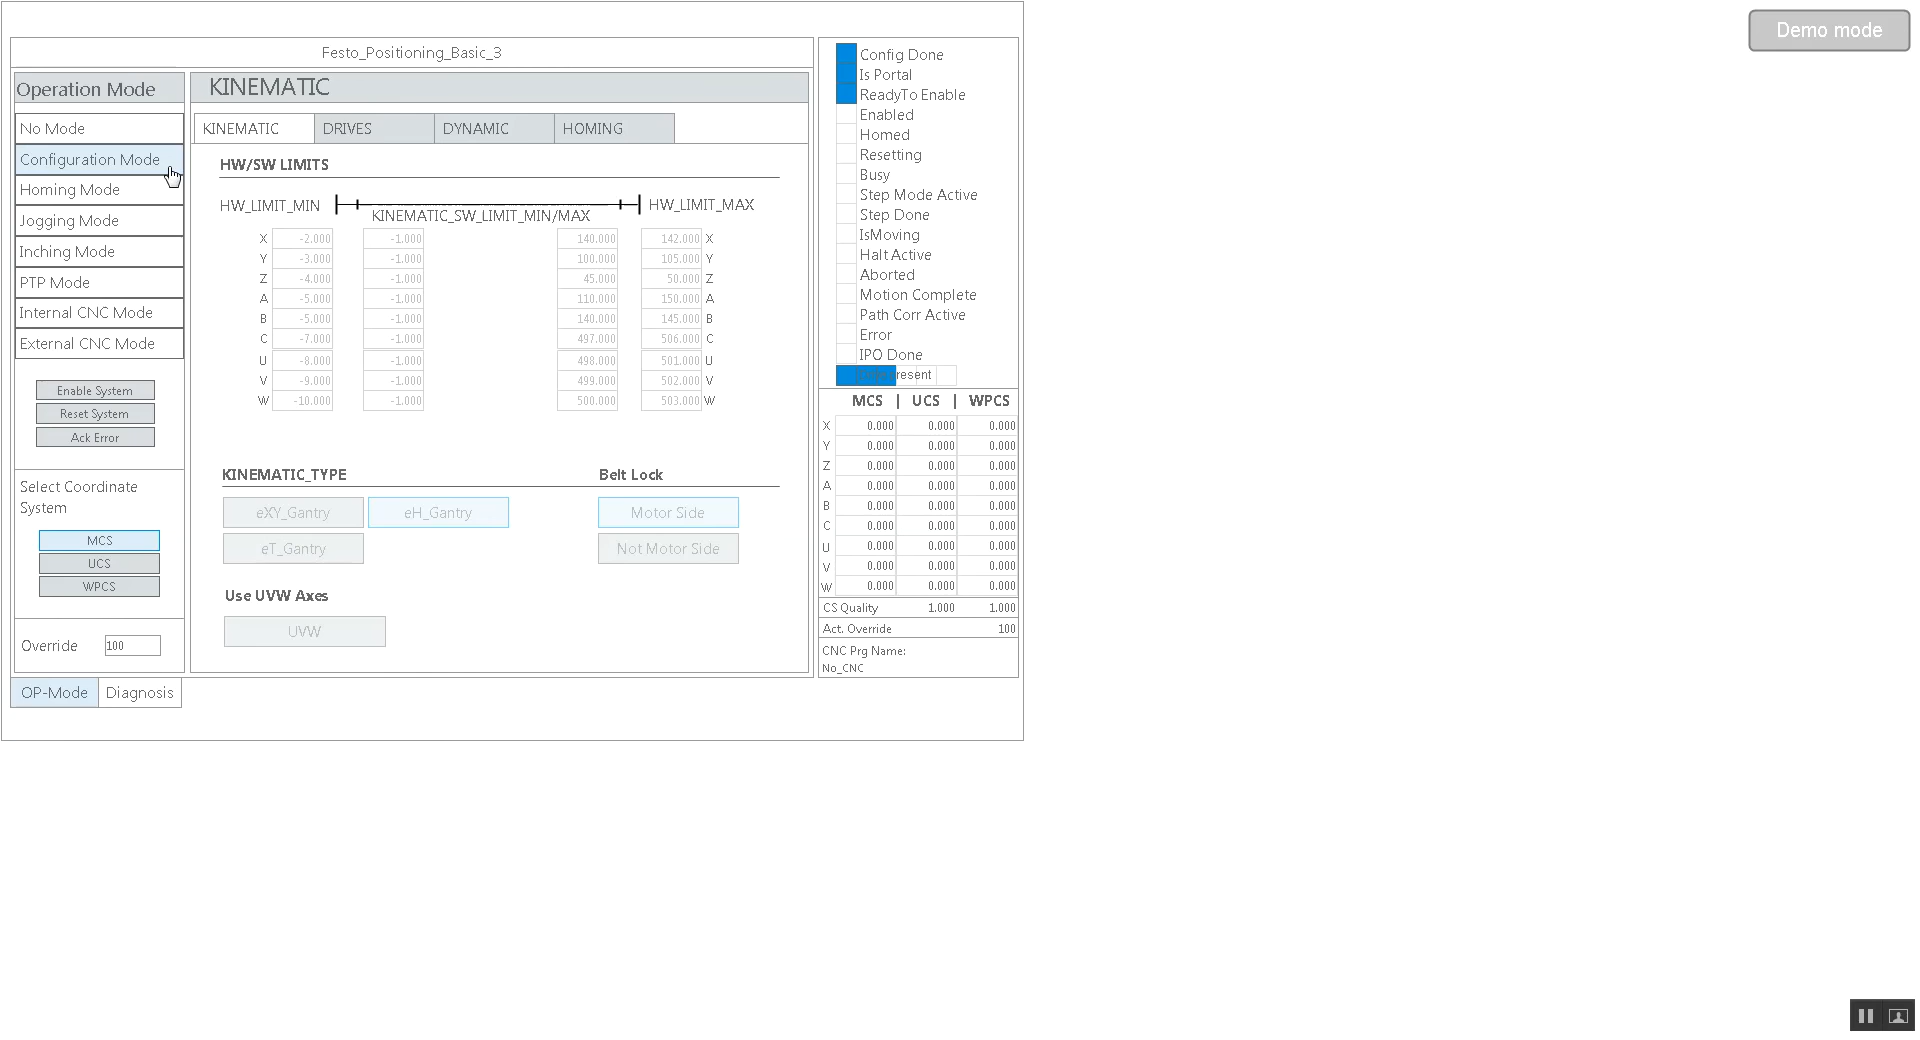 Demo mode
Festo_Positioning_Basic_3
Operation Mode
No Mode
Configuration Mode
Homing Mode
Jogging Mode
Inching Mode
PTP Mode
Internal CNC Mode
External CNC Mode
Enable System
Reset System
Ack Error
Select Coordinate
System
MCS
UCS
WPCS
Override 100
OP-Mode Diagnosis
KINEMATIC
KINEMATIC DRIVES DYNAMIC HOMING
HW/SW LIMITS
HW_LIMIT_MIN HW_LIMIT_MAX
KINEMATIC_SW_LIMIT_MIN/MAX
X -2.000 -1.000 140.000 142.000 X
Y -3.000 -1.000 100.000 105.000 Y
Z -4.000 -1.000 45.000 50.000 Z
A -5.000 -1.000 110.000 150.000 A
B -5.000 -1.000 140.000 145.000 B
C -7.000 -1.000 497.000 506.000 C
U -8.000 -1.000 498.000 501.000 U
V -9.000 -1.000 499.000 502.000 V
W -10.000 -1.000 500.000 503.000 W
KINEMATIC_TYPE Belt Lock
eXY_Gantry eH_Gantry Motor Side
eT_Gantry Not Motor Side
Use UVW Axes
UVW
Config Done
Is Portal
ReadyTo Enable
Enabled
Homed
Resetting
Busy
Step Mode Active
Step Done
IsMoving
Halt Active
Aborted
Motion Complete
Path Corr Active
Error
IPO Done
MCS | UCS | WPCS
X 0.000 0.000 0.000
Y 0.000 0.000 0.000
Z 0.000 0.000 0.000
A 0.000 0.000 0.000
B 0.000 0.000 0.000
C 0.000 0.000 0.000
U 0.000 0.000 0.000
V 0.000 0.000 0.000
W 0.000 0.000 0.000
CS Quality 1.000 1.000
Act. Override 100
CNC Prg Name:
No_CNC